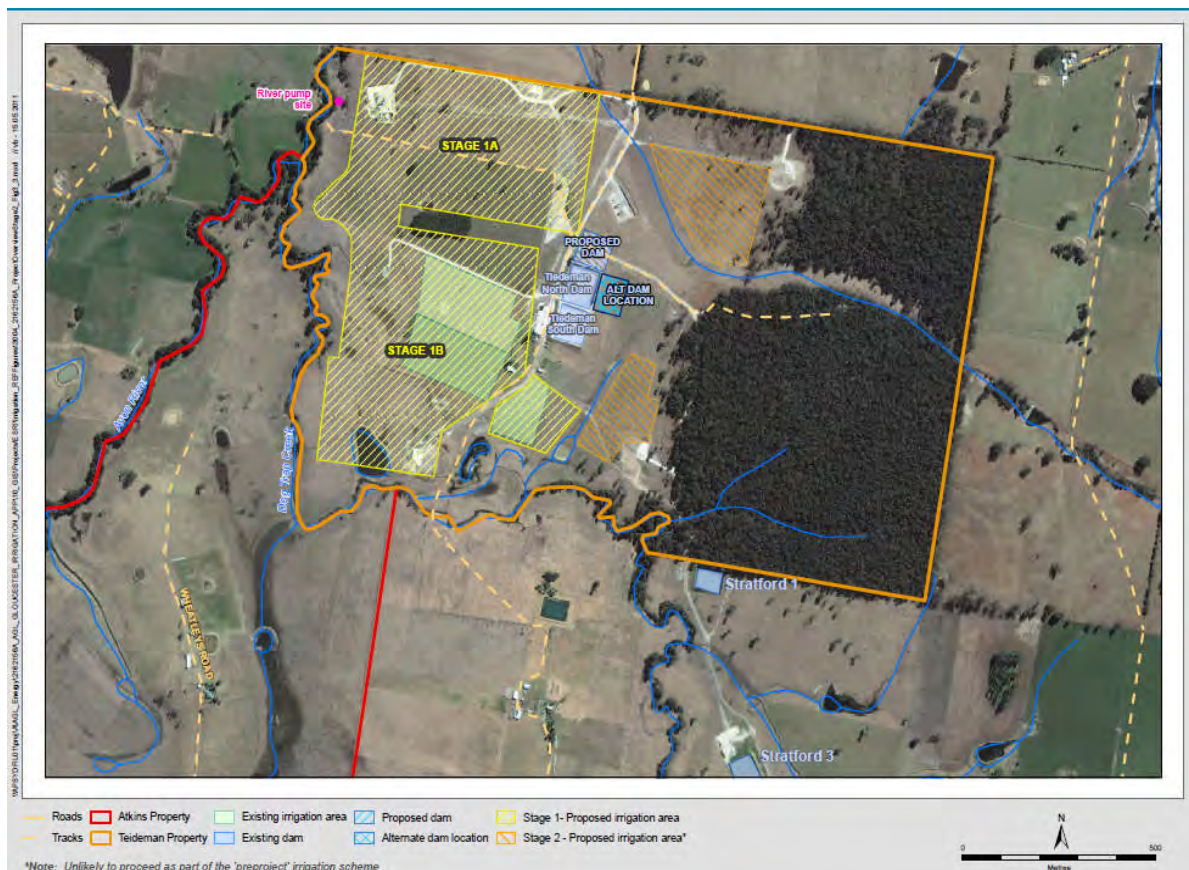 River pump
site
STAGE 1A
PROPOSED
DAM
Tiedeman
North Dam
ALT DAM
LOCATION
Tiedeman
South Dam
STAGE 1B
Avon River
Dog Trap Creek
WHEATLEYS ROAD
Stratford 1
Stratford 3
Roads
Atkins Property
Existing irrigation area
Proposed dam
Stage 1- Proposed irrigation area
Tracks
Teideman Property
Existing dam
Alternate dam location
Stage 2 - Proposed irrigation area*
N
0
500
Metres
*Note: Unlikely to proceed as part of the 'preproject' irrigation scheme